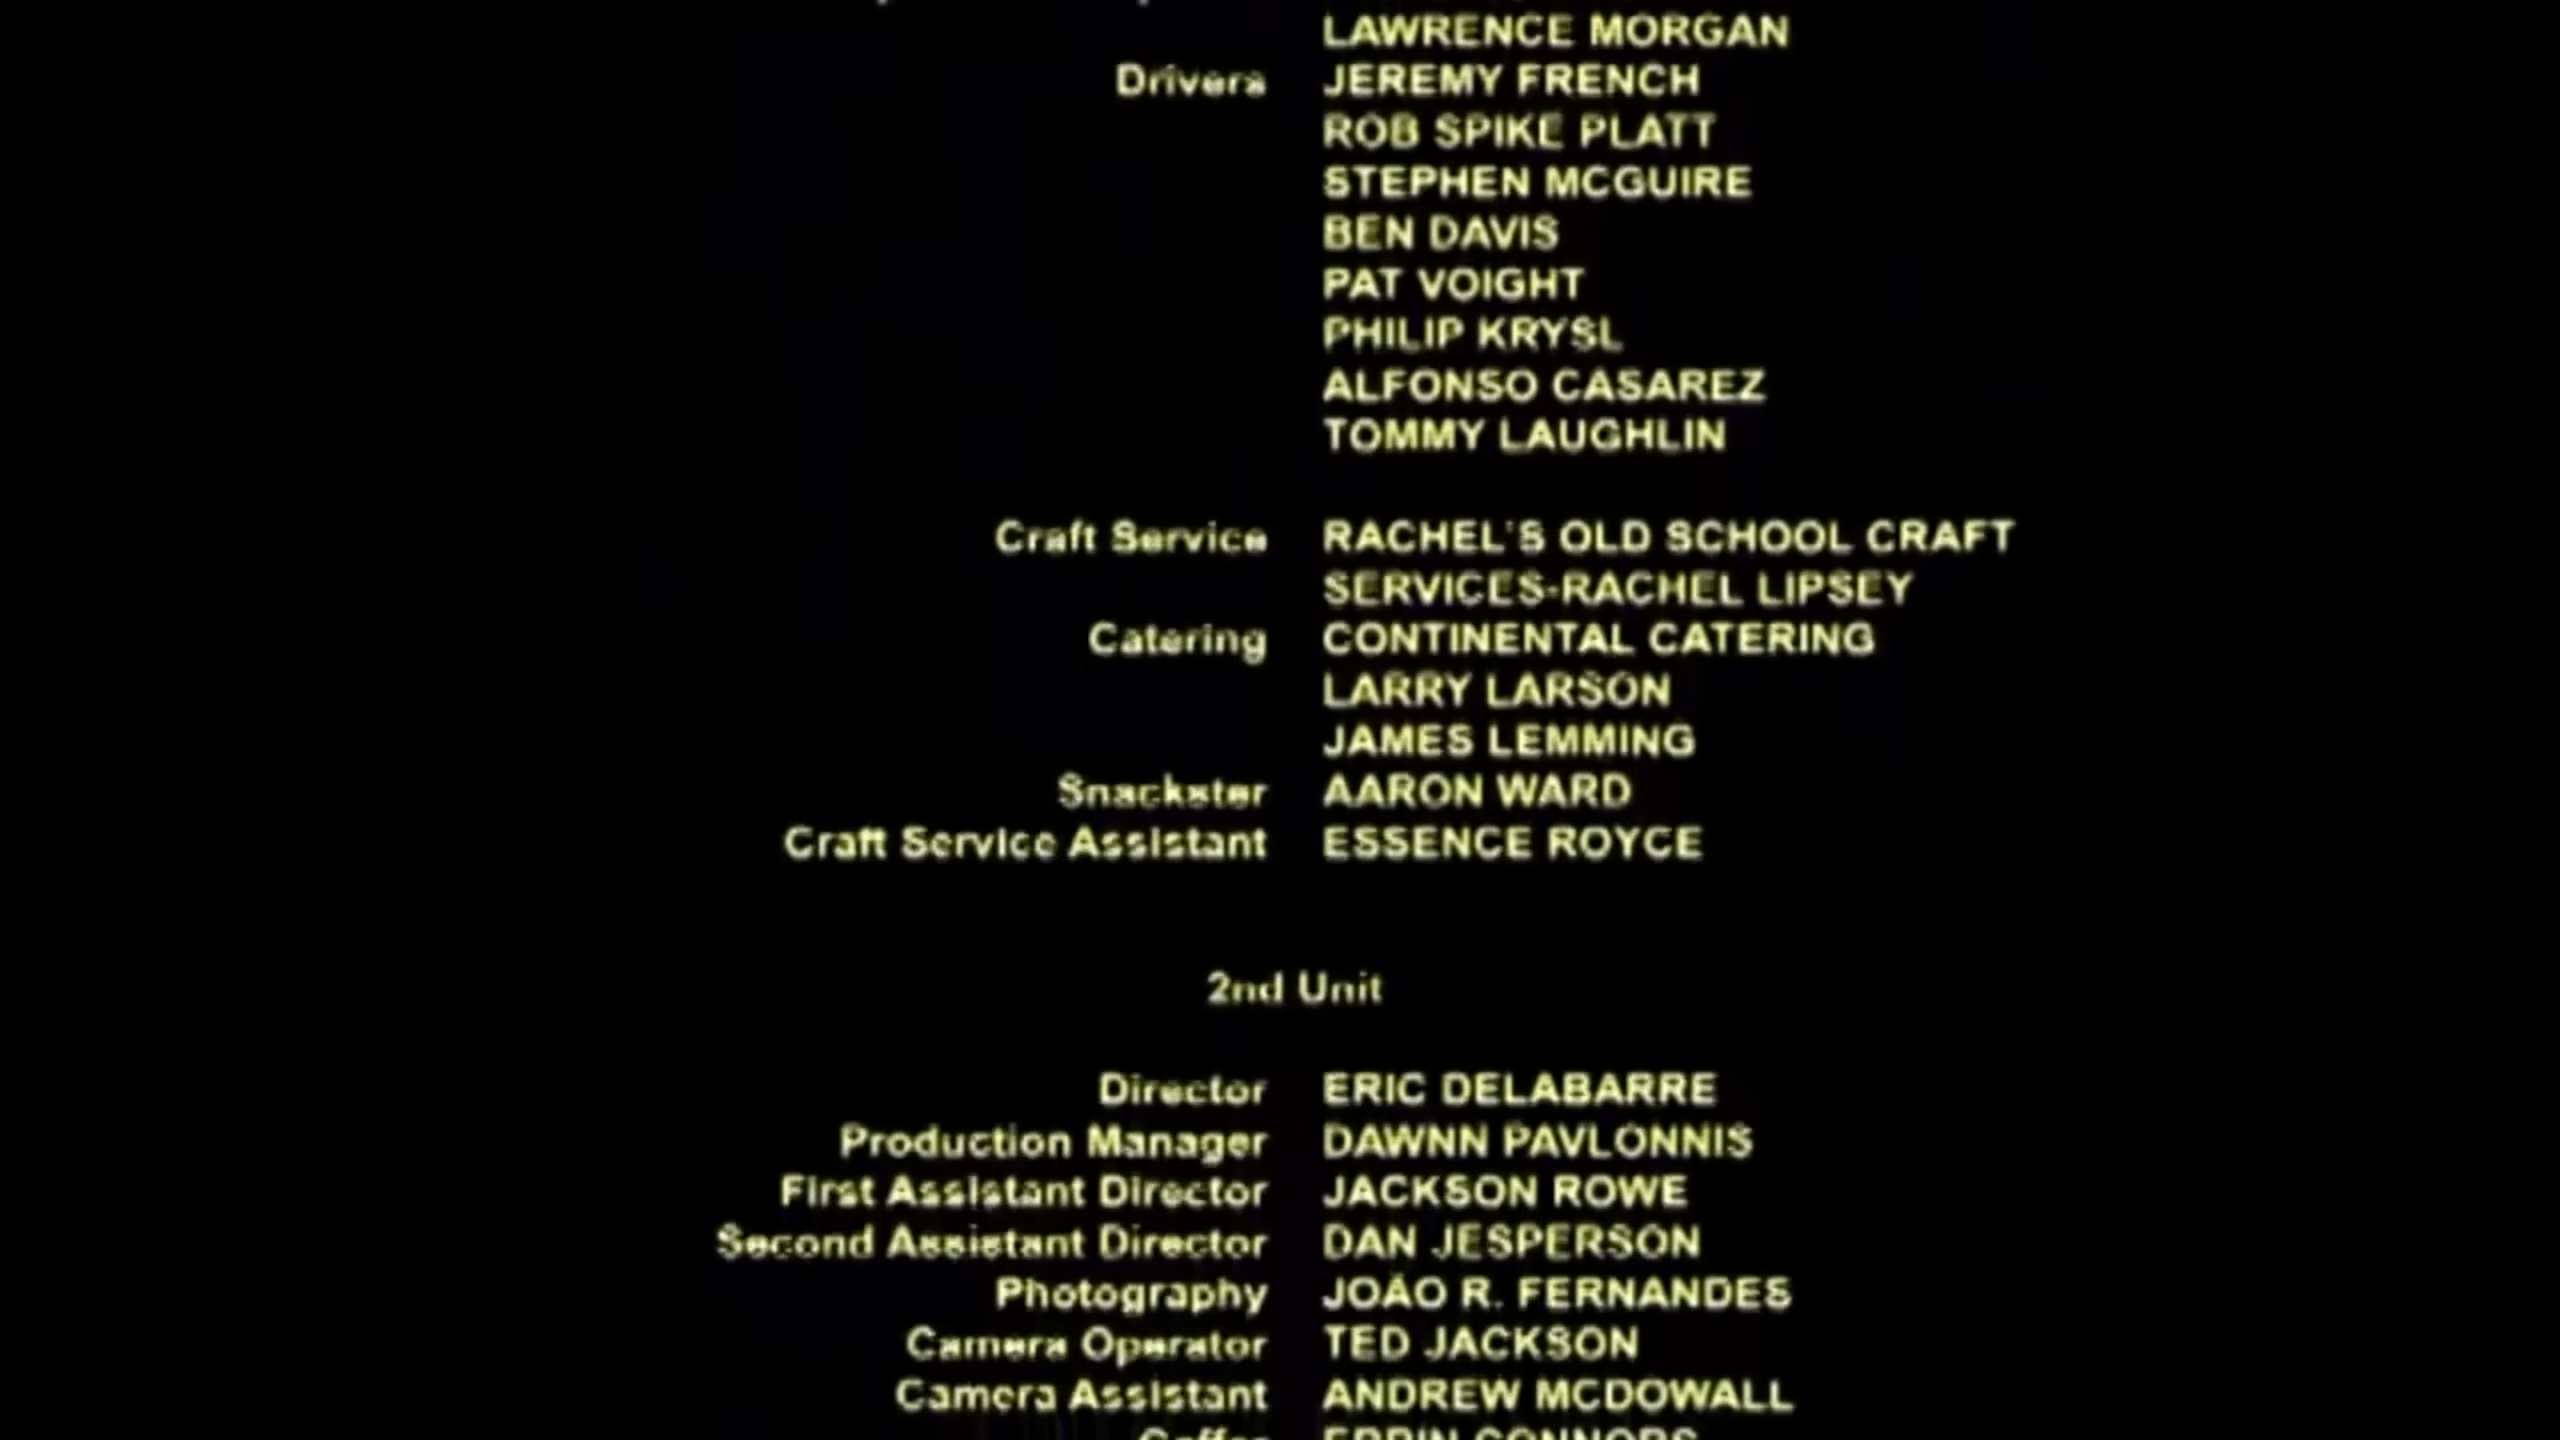 LAWRENCE MORGAN
Drivers JEREMY FRENCH
ROB SPIKE PLATT
STEPHEN MCGUIRE
BEN DAVIS
PAT VOIGHT
PHILIP KRYSL
ALFONSO CASAREZ
TOMMY LAUGHLIN
Craft Service RACHEL'S OLD SCHOOL CRAFT
SERVICES-RACHEL LIPSEY
Catering CONTINENTAL CATERING
LARRY LARSON
JAMES LEMMING
Snackster AARON WARD
Craft Service Assistant ESSENCE ROYCE
2nd Unit
Director ERIC DELABARRE
Production Manager DAWNN PAVLONNIS
First Assistant Director JACKSON ROWE
Second Assistant Director DAN JESPERSON
Photography JOÃO R. FERNANDES
Camera Operator TED JACKSON
Camera Assistant ANDREW MCDOWALL